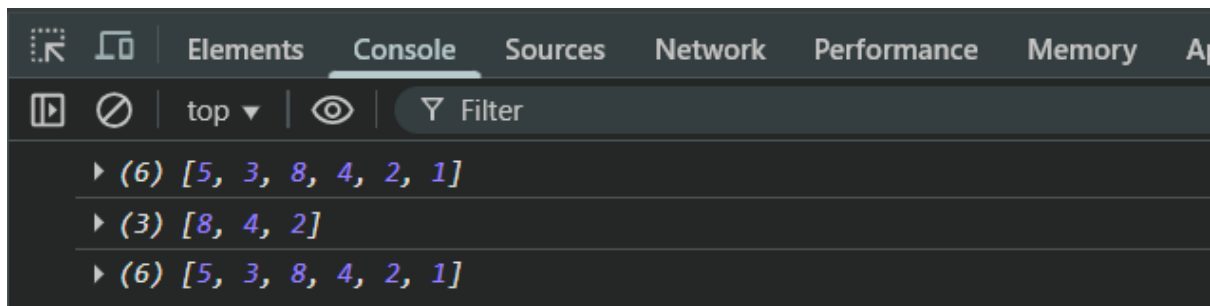 Elements Console Sources Network Performance Memory
top Filter
(6) [5, 3, 8, 4, 2, 1]
(3) [8, 4, 2]
(6) [5, 3, 8, 4, 2, 1]